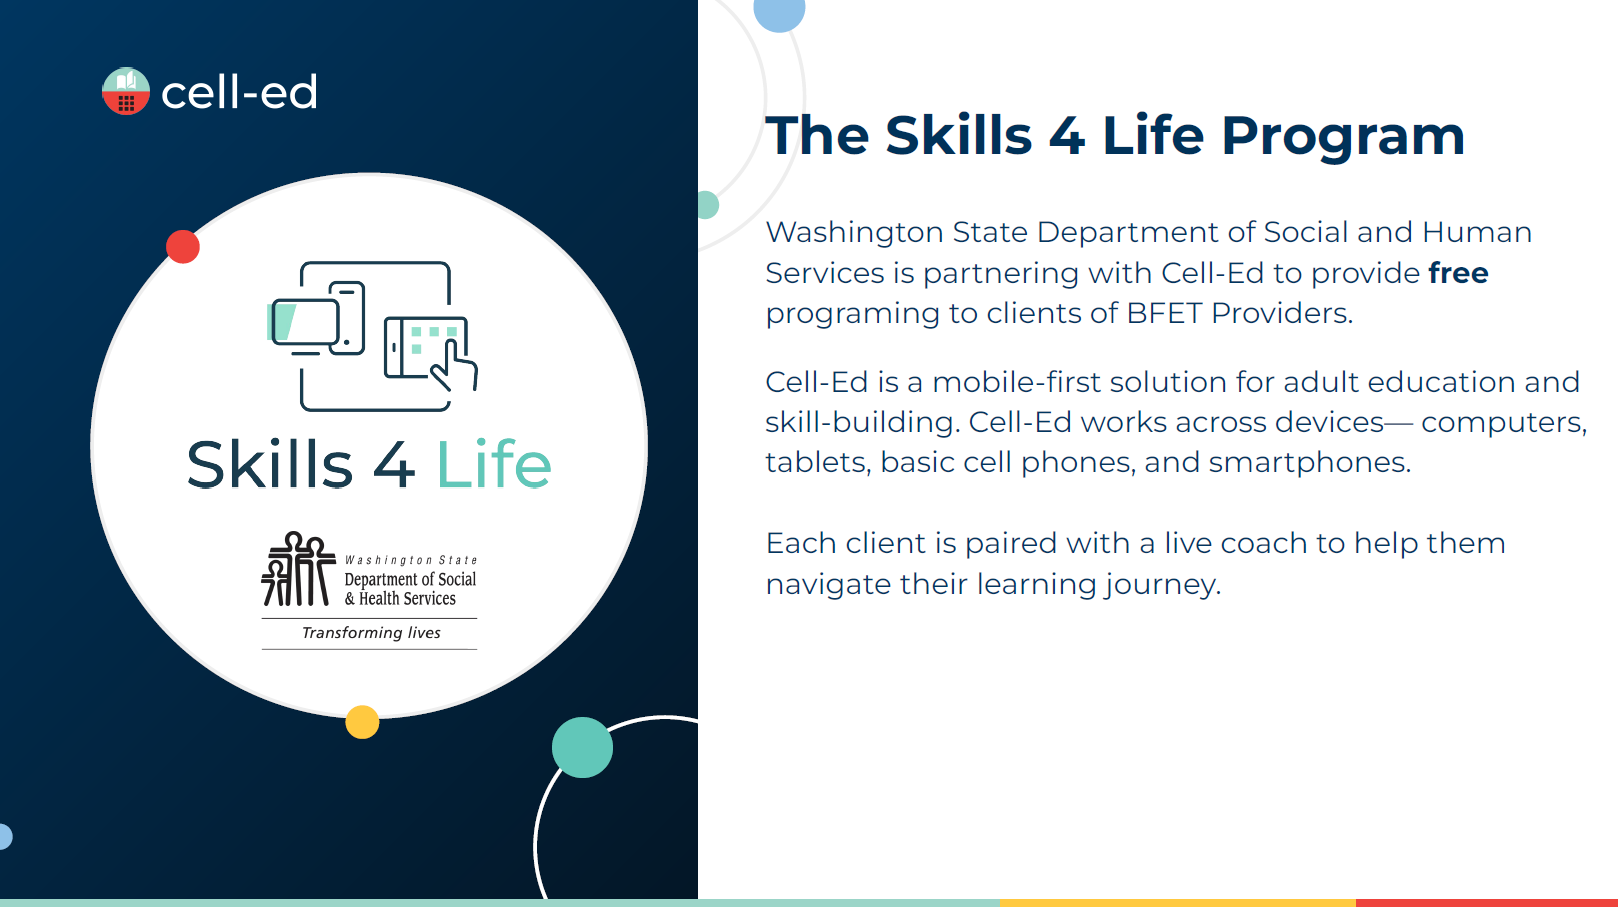 cell-ed
Skills 4 Life
Washington State
Department of Social
& Health Services
Transforming lives
The Skills 4 Life Program
Washington State Department of Social and Human
Services is partnering with Cell-Ed to provide free
programing to clients of BFET Providers.
Cell-Ed is a mobile-first solution for adult education and
skill-building. Cell-Ed works across devices— computers,
tablets, basic cell phones, and smartphones.
Each client is paired with a live coach to help them
navigate their learning journey.